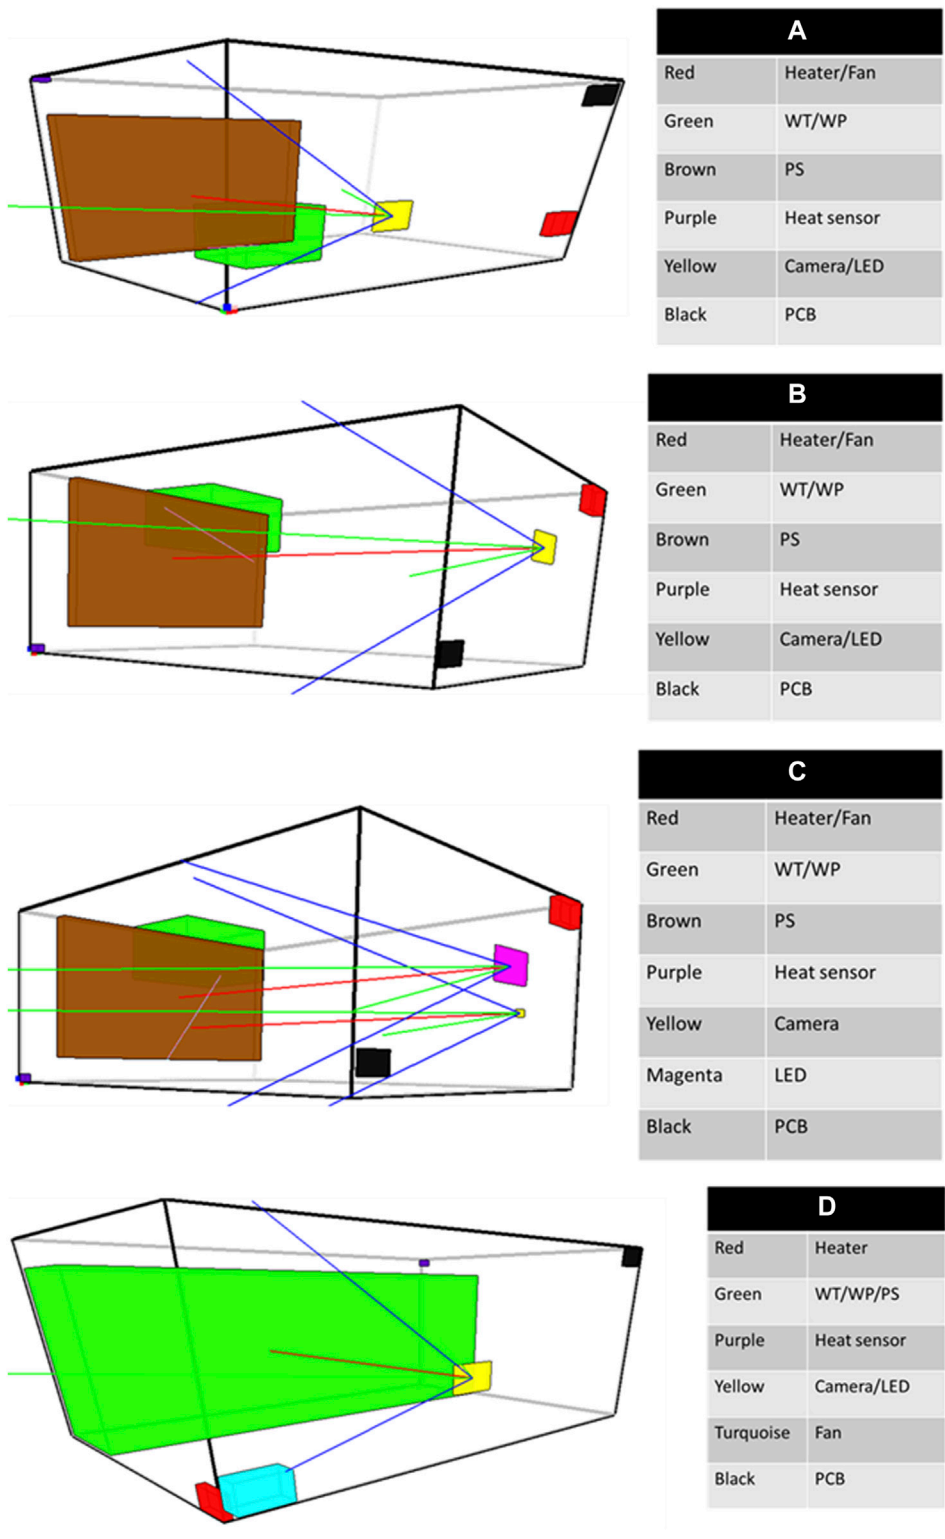 A
Red Heater/Fan
Green WT/WP
Brown PS
Purple Heat sensor
Yellow Camera/LED
Black PCB
B
Red Heater/Fan
Green WT/WP
Brown PS
Purple Heat sensor
Yellow Camera/LED
Black PCB
C
Red Heater/Fan
Green WT/WP
Brown PS
Purple Heat sensor
Yellow Camera
Magenta LED
Black PCB
D
Red Heater
Green WT/WP/PS
Purple Heat sensor
Yellow Camera/LED
Turquoise Fan
Black PCB